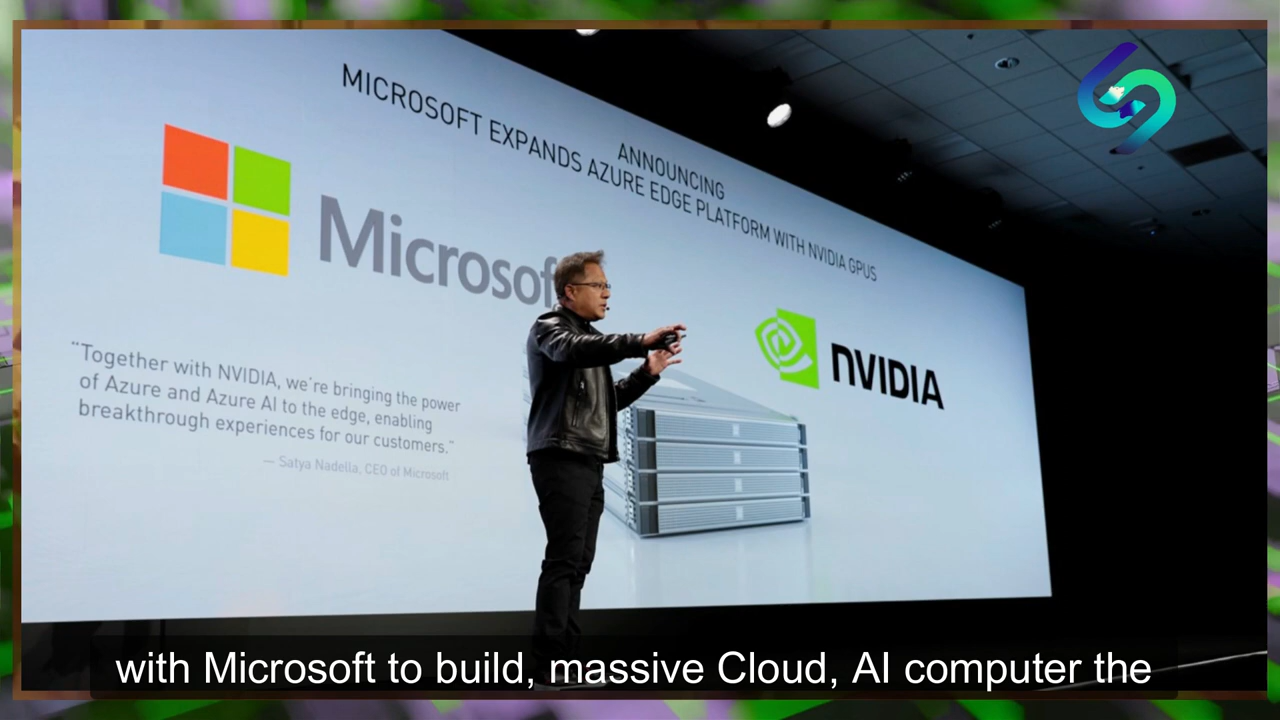 ANNOUNCING
MICROSOFT EXPANDS AZURE EDGE PLATFORM WITH NVIDIA GPUS
Microsoft
"Together with NVIDIA, we're bringing the power
of Azure and Azure AI to the edge, enabling
breakthrough experiences for our customers."
— Satya Nadella, CEO of Microsoft
NVIDIA
with Microsoft to build, massive Cloud, AI computer the